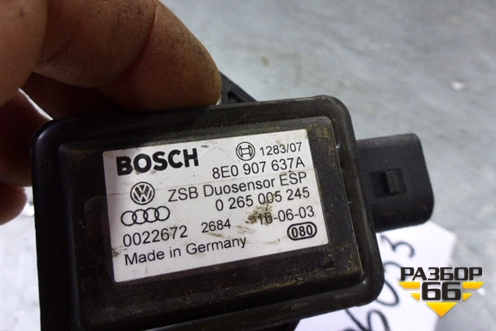 BOSCH 1283/07
8E0 907 637A
ZSB Duosensor ESP
0 265 005 245
0022672 2684 18-06-03
Made in Germany 080
РАЗБОР
66